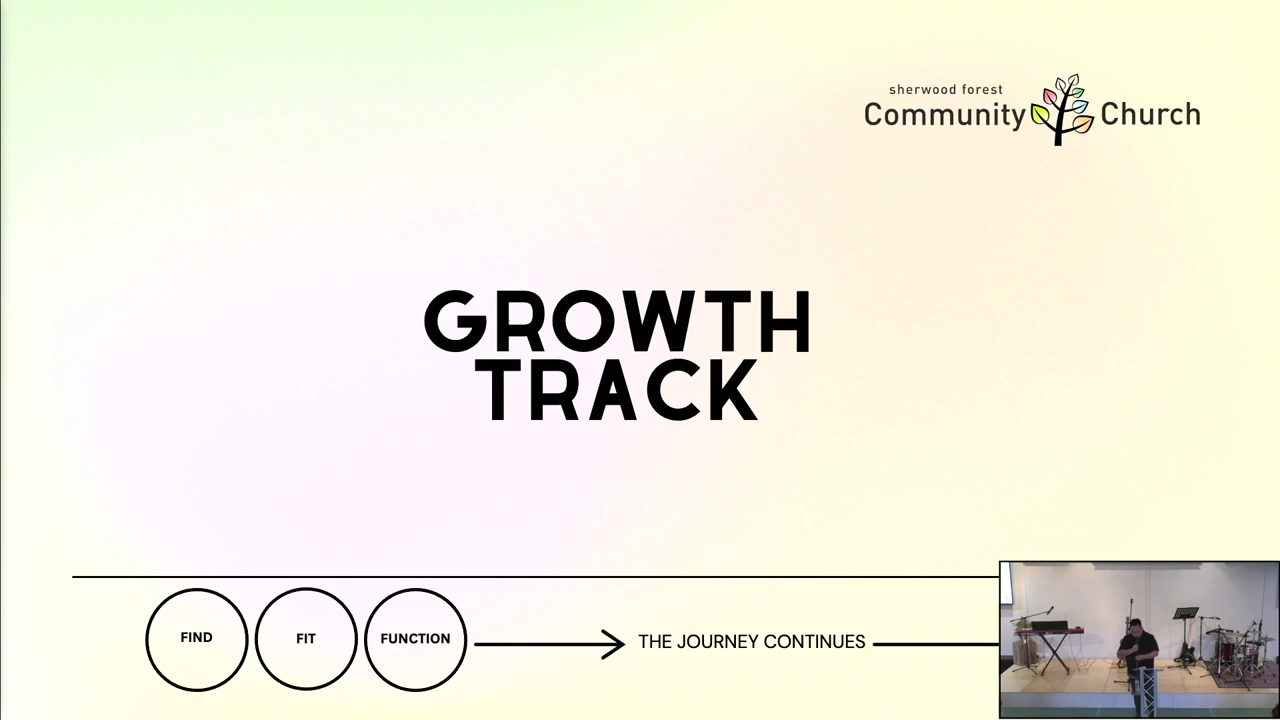 sherwood forest
Community Church
GROWTH
TRACK
FIND
FIT
FUNCTION
THE JOURNEY CONTINUES